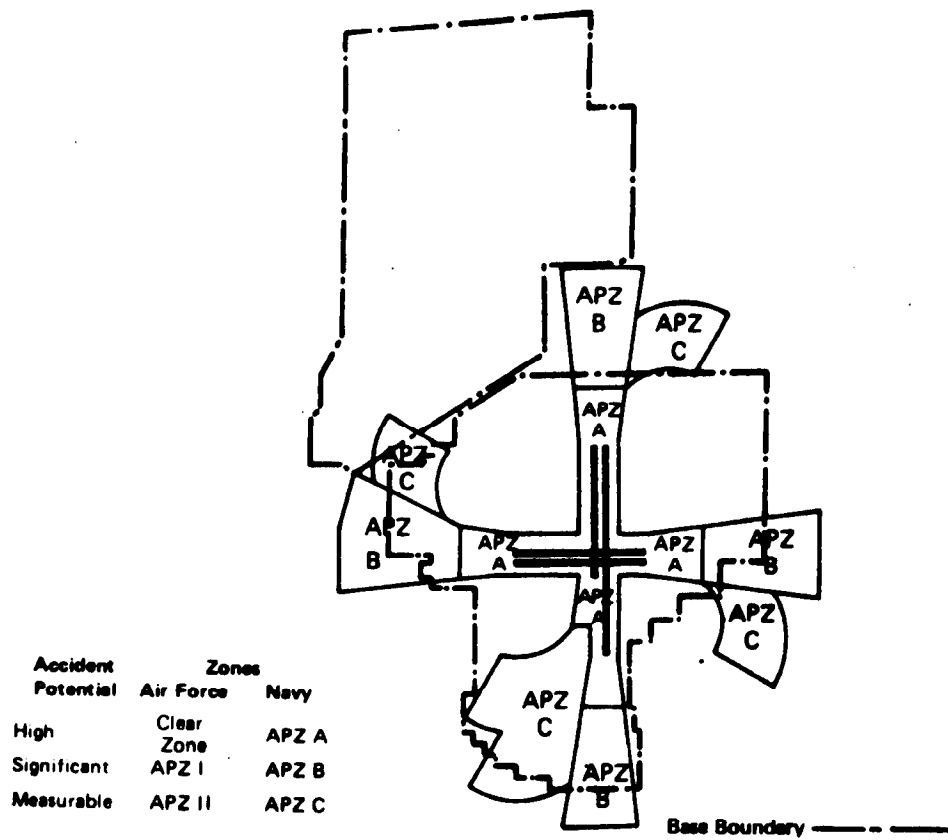 APZ
B
APZ
C
APZ
A
APZ
C
APZ
B
APZ
A
APZ
A
APZ
B
APZ
A
APZ
C
APZ
C
APZ
B
Accident Zones
Potential Air Force Navy
High Clear Zone APZ A
Significant APZ I APZ B
Measurable APZ II APZ C
Base Boundary